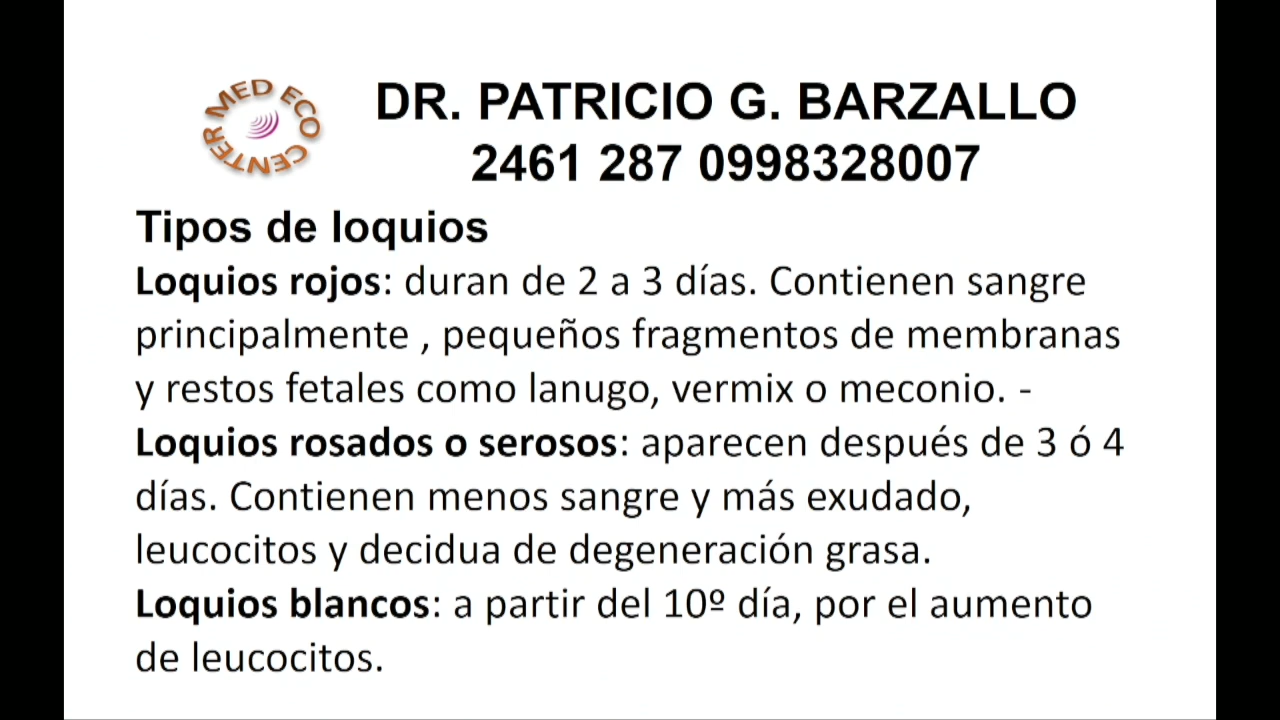 MED ECO CENTER
DR. PATRICIO G. BARZALLO
2461 287 0998328007
Tipos de loquios
Loquios rojos: duran de 2 a 3 días. Contienen sangre
principalmente , pequeños fragmentos de membranas
y restos fetales como lanugo, vermix o meconio. -
Loquios rosados o serosos: aparecen después de 3 ó 4
días. Contienen menos sangre y más exudado,
leucocitos y decidua de degeneración grasa.
Loquios blancos: a partir del 10º día, por el aumento
de leucocitos.